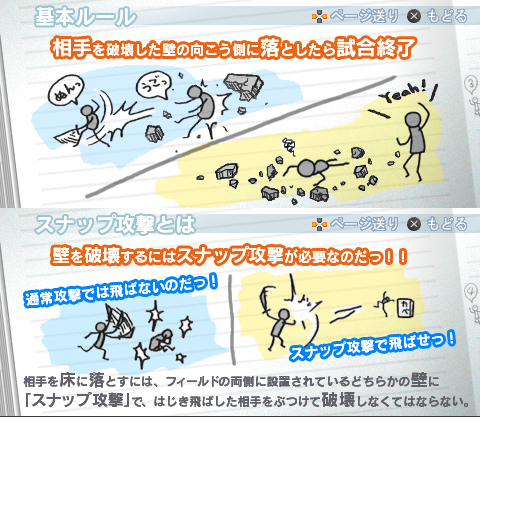 基本ルール
ページ送り もどる
相手を破壊した壁の向こう側に落としたら試合終了
ぬんっ
うごっ
Yeah!
3
スナップ攻撃とは
ページ送り もどる
壁を破壊するにはスナップ攻撃が必要なのだっ!!
通常攻撃では飛ばないのだっ!
カベ
4
スナップ攻撃で飛ばせっ!
相手を床に落とすには、フィールドの両側に設置されているどちらかの壁に
「スナップ攻撃」で、はじき飛ばした相手をぶつけて破壊しなくてはならない。